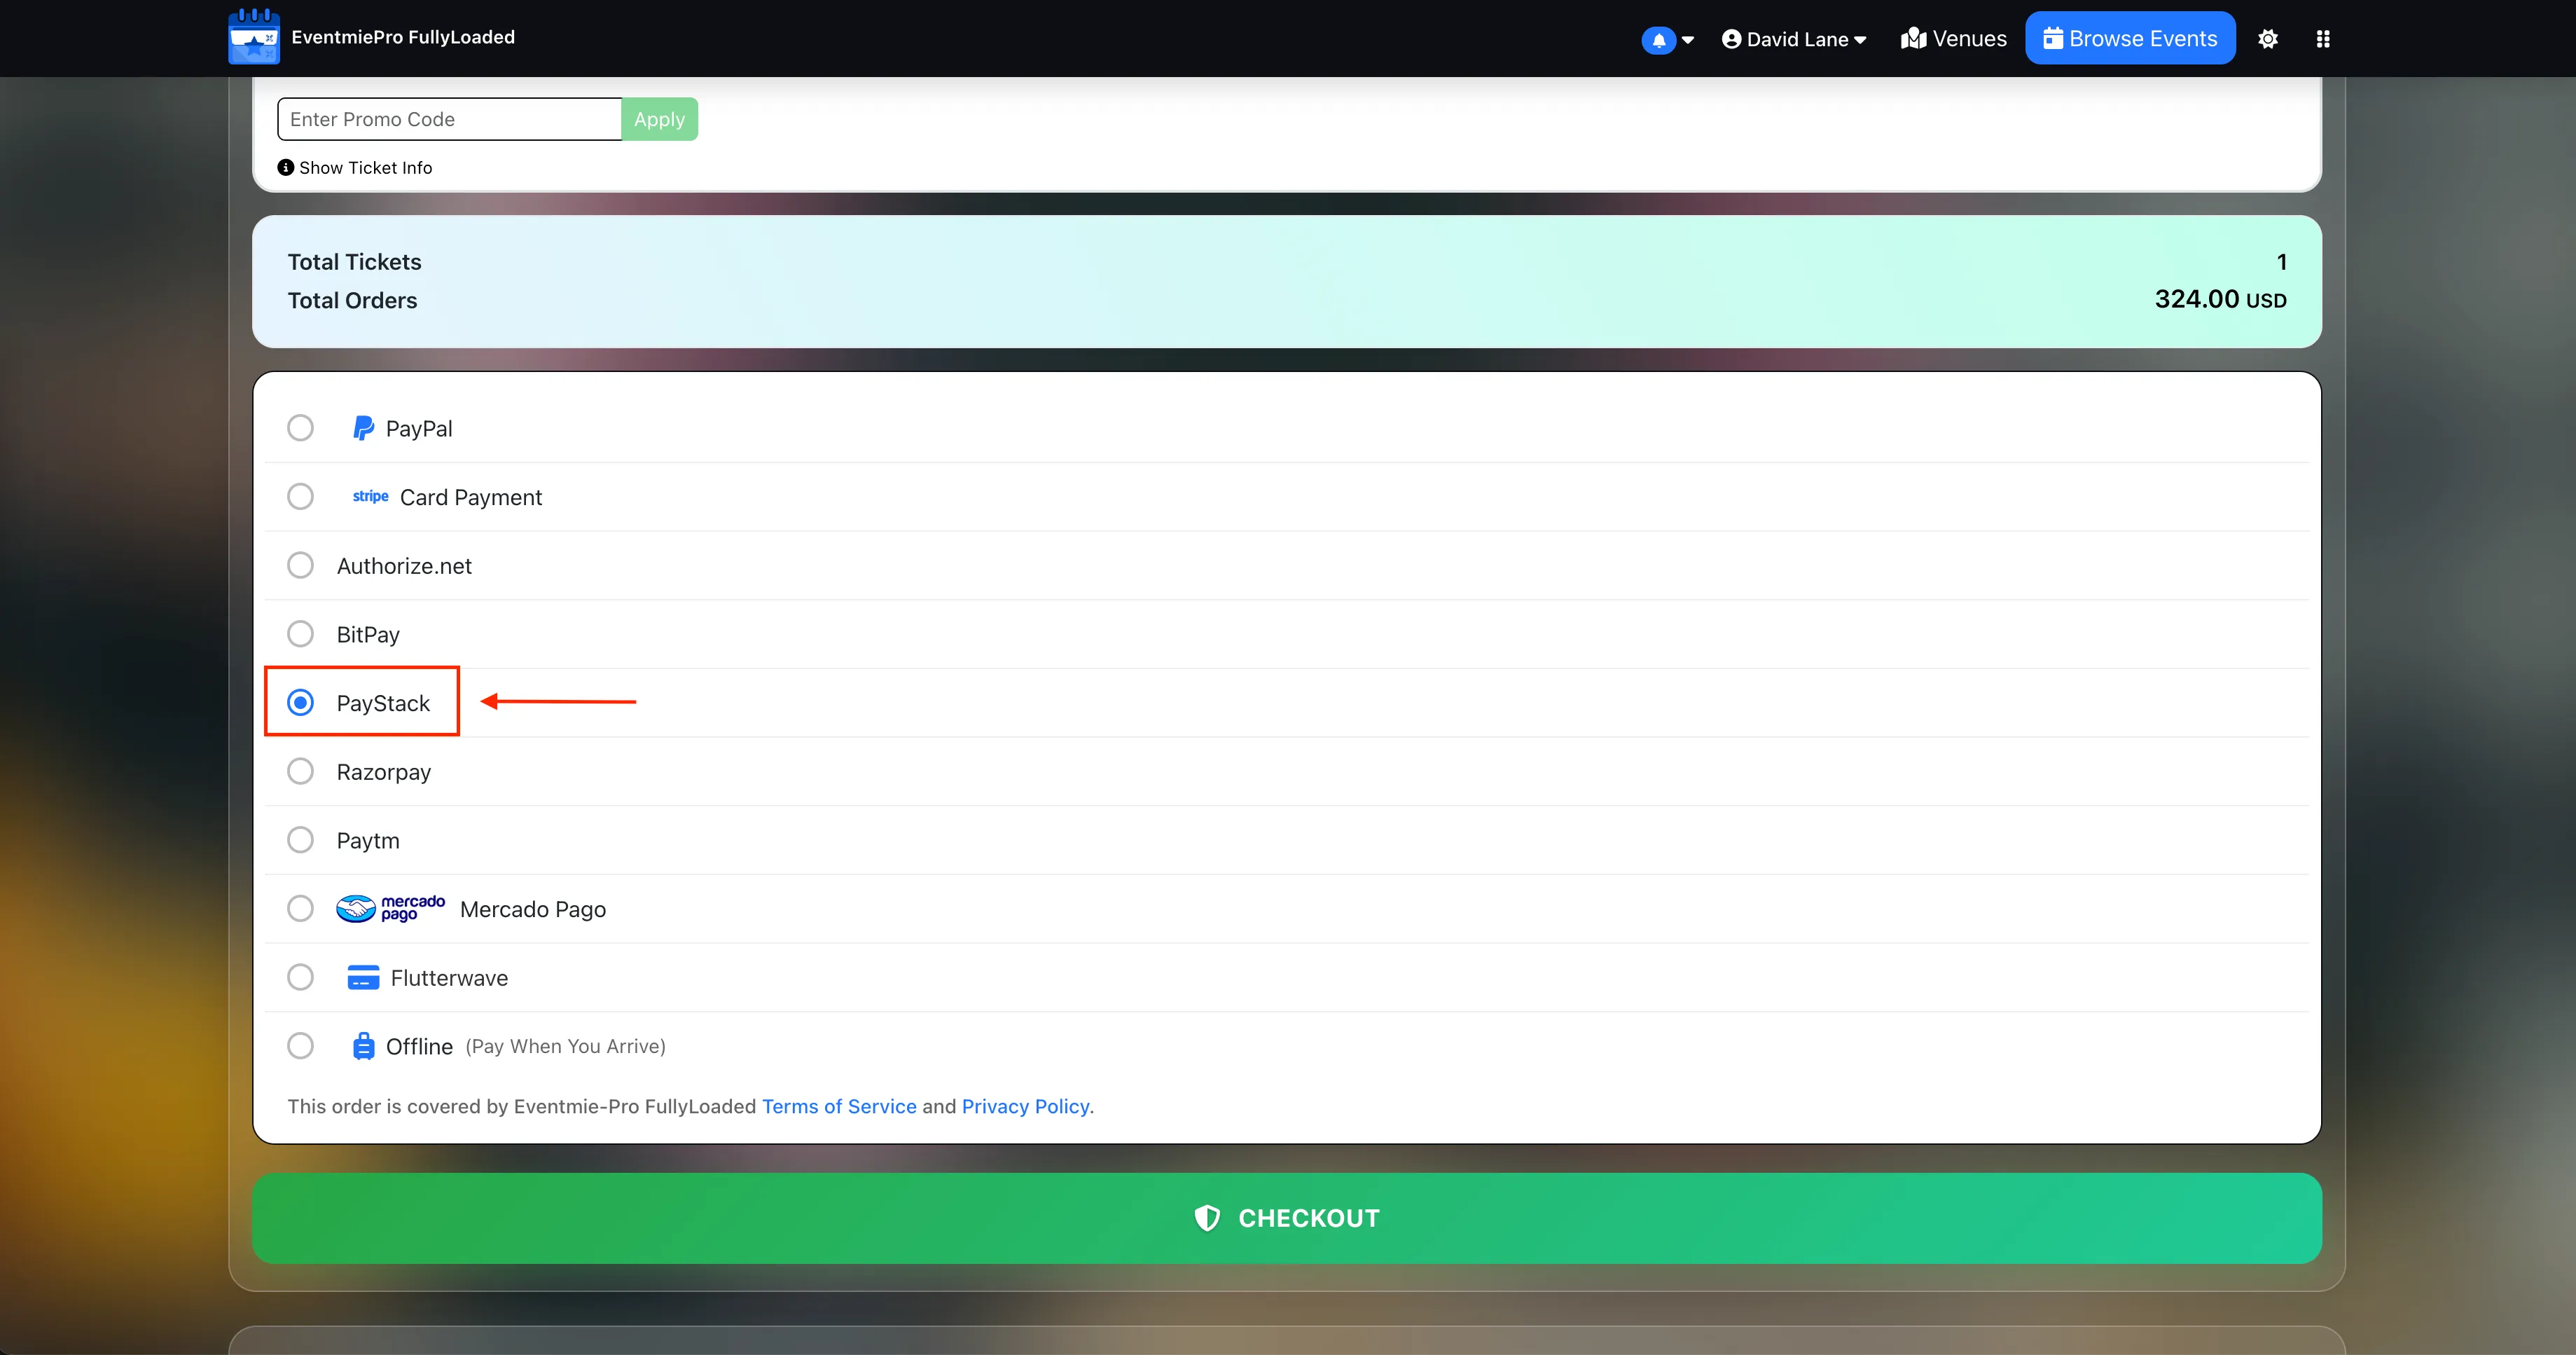 EventmiePro FullyLoaded
David Lane
Venues
Browse Events
Enter Promo Code
Apply
Show Ticket Info
Total Tickets
1
Total Orders
324.00 USD
PayPal
stripe Card Payment
Authorize.net
BitPay
PayStack
Razorpay
Paytm
mercado
pago
Mercado Pago
Flutterwave
Offline (Pay When You Arrive)
This order is covered by Eventmie-Pro FullyLoaded Terms of Service and Privacy Policy.
CHECKOUT